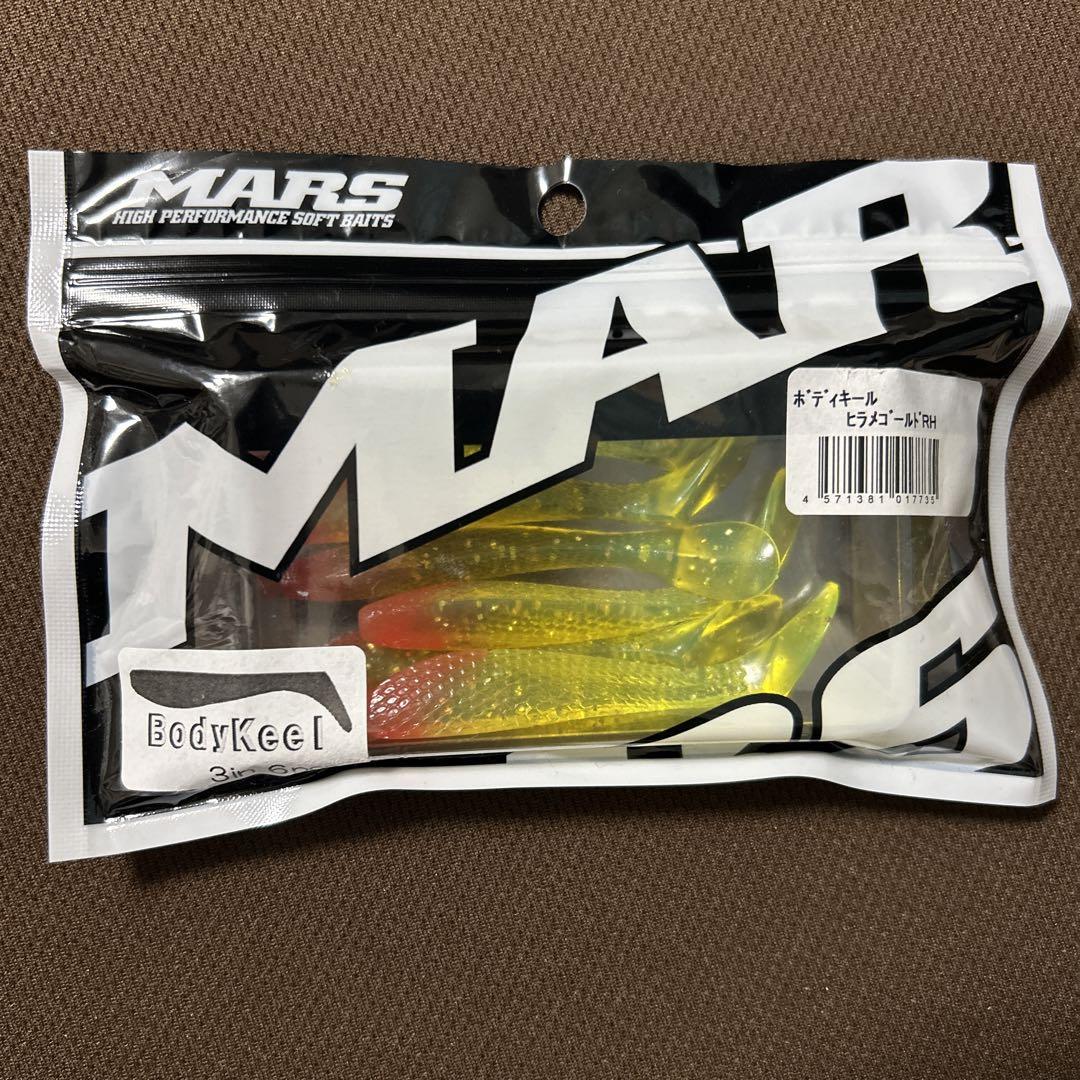 MARS
HIGH PERFORMANCE SOFT BAITS
MAR
ﾎﾞﾃﾞｨｷｰﾙ
ﾋﾗﾒｺﾞｰﾙﾄﾞRH
4 571381 017735
BodyKeel
3in